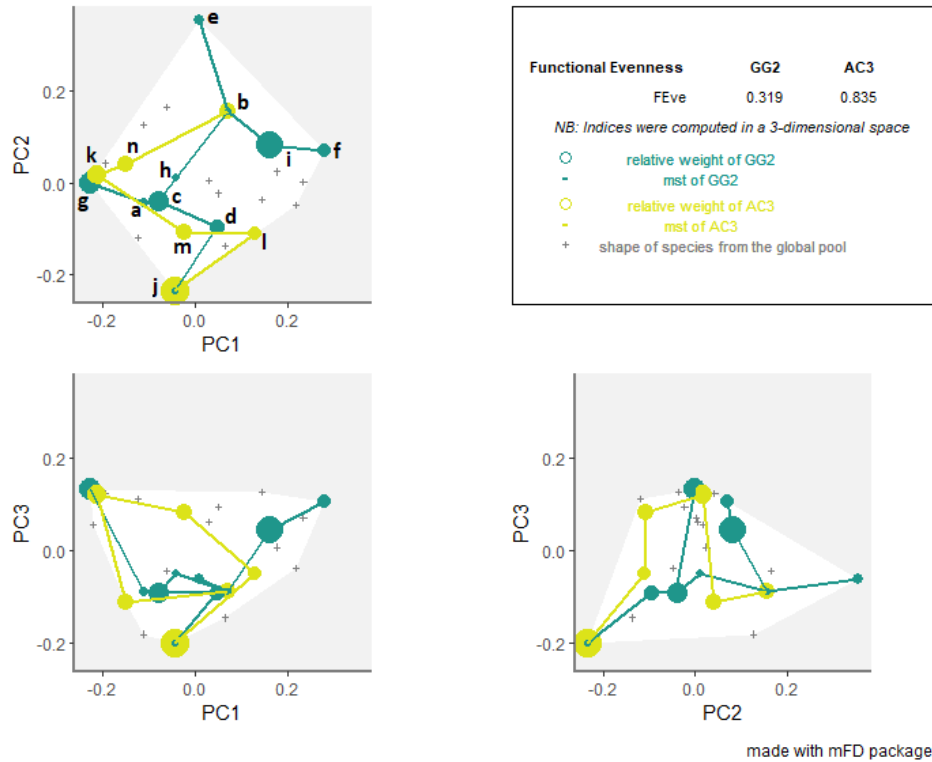 e
0.2
b
n
i
f
PC2
k
h
0.0
g
a
c
d
m
l
-0.2
j
-0.2
0.0
0.2
PC1
Functional Evenness GG2 AC3
FEve 0.319 0.835
NB: Indices were computed in a 3-dimensional space
relative weight of GG2
mst of GG2
relative weight of AC3
mst of AC3
shape of species from the global pool
0.2
PC3
0.0
-0.2
-0.2 0.0 0.2
PC1
0.2
PC3
0.0
-0.2
-0.2 0.0 0.2
PC2
made with mFD package